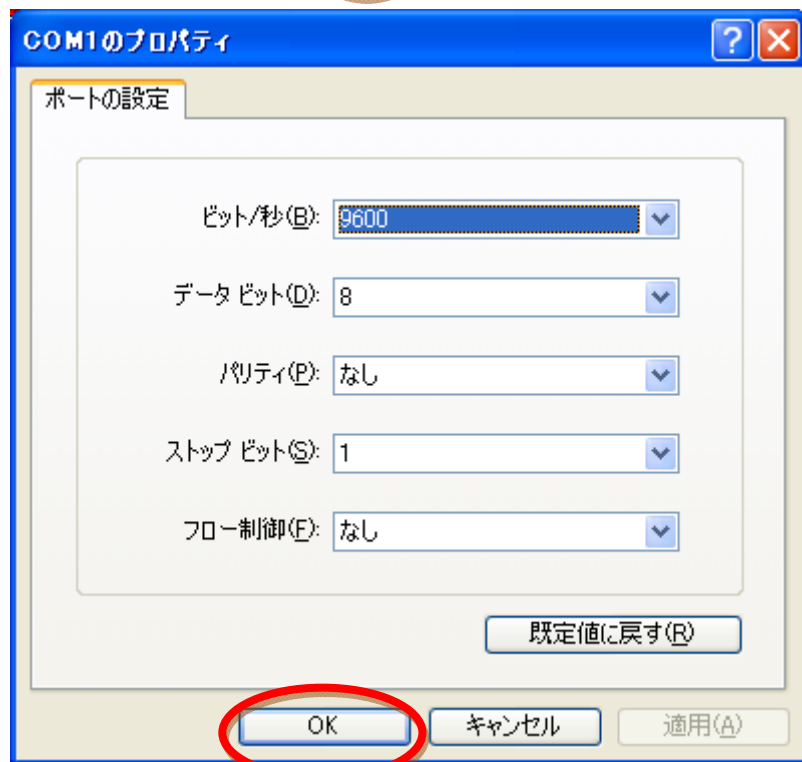 COM1のプロパティ
ポートの設定
ビット/秒(B): 9600
データ ビット(D): 8
パリティ(P): なし
ストップ ビット(S): 1
フロー制御(F): なし
既定値に戻す(R)
OK キャンセル 適用(A)